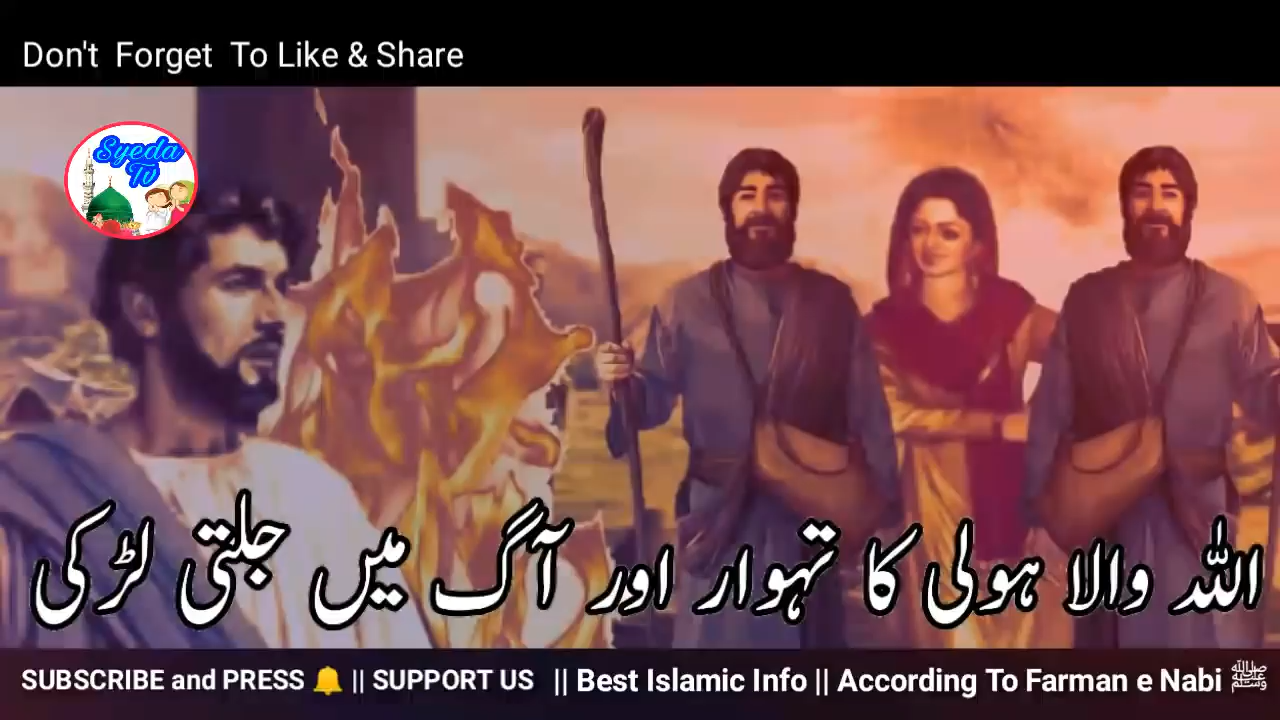 Don't Forget To Like & Share
Syeda
Tv
اللہ والا ہولی کا تہوار اور آگ میں جلتی لڑکی
SUBSCRIBE and PRESS 🔔 || SUPPORT US || Best Islamic Info || According To Farman e Nabi ﷺ